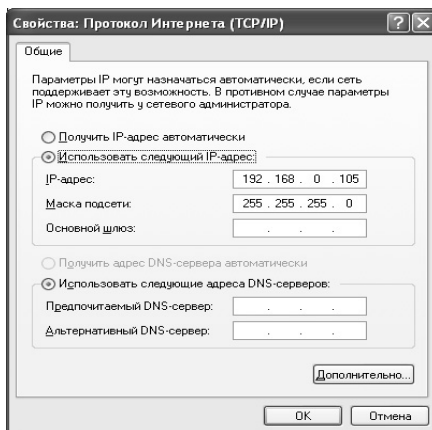 Свойства: Протокол Интернета (TCP/IP)
Общие
Параметры IP могут назначаться автоматически, если сеть
поддерживает эту возможность. В противном случае параметры
IP можно получить у сетевого администратора.
Получить IP-адрес автоматически
Использовать следующий IP-адрес:
IP-адрес: 192 . 168 . 0 . 105
Маска подсети: 255 . 255 . 255 . 0
Основной шлюз: . . .
Получить адрес DNS-сервера автоматически
Использовать следующие адреса DNS-серверов:
Предпочитаемый DNS-сервер: . . .
Альтернативный DNS-сервер: . . .
Дополнительно...
OK Отмена